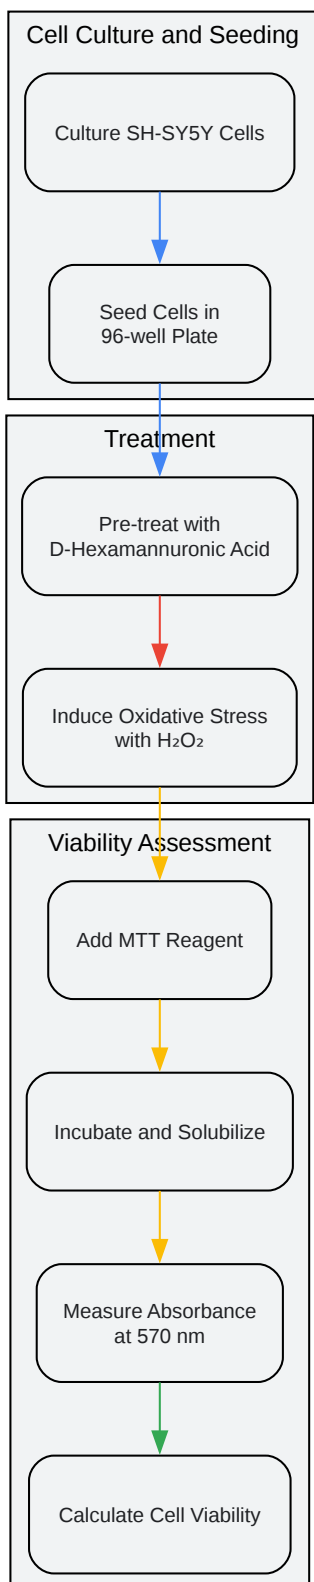 Cell Culture and Seeding
Culture SH-SY5Y Cells
Seed Cells in
96-well Plate
Treatment
Pre-treat with
D-Hexamannuronic Acid
Induce Oxidative Stress
with H₂O₂
Viability Assessment
Add MTT Reagent
Incubate and Solubilize
Measure Absorbance
at 570 nm
Calculate Cell Viability